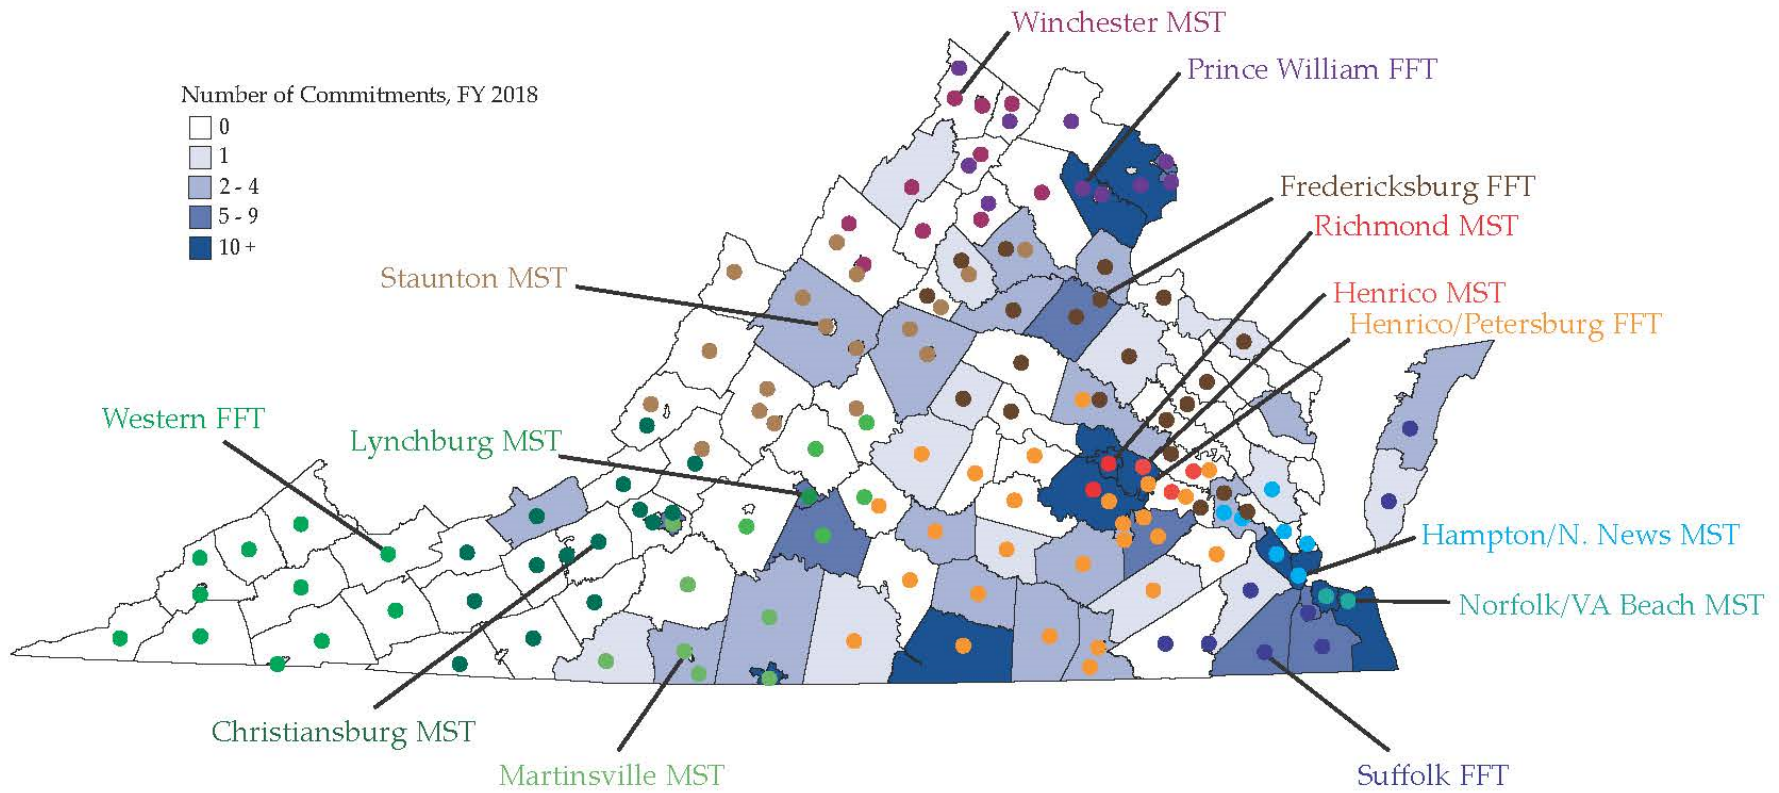 Winchester MST
Prince William FFT
Number of Commitments, FY 2018
0
1
2 - 4
5 - 9
10 +
Fredericksburg FFT
Richmond MST
Staunton MST
Henrico MST
Henrico/Petersburg FFT
Western FFT
Lynchburg MST
Hampton/N. News MST
Norfolk/VA Beach MST
Christiansburg MST
Martinsville MST
Suffolk FFT